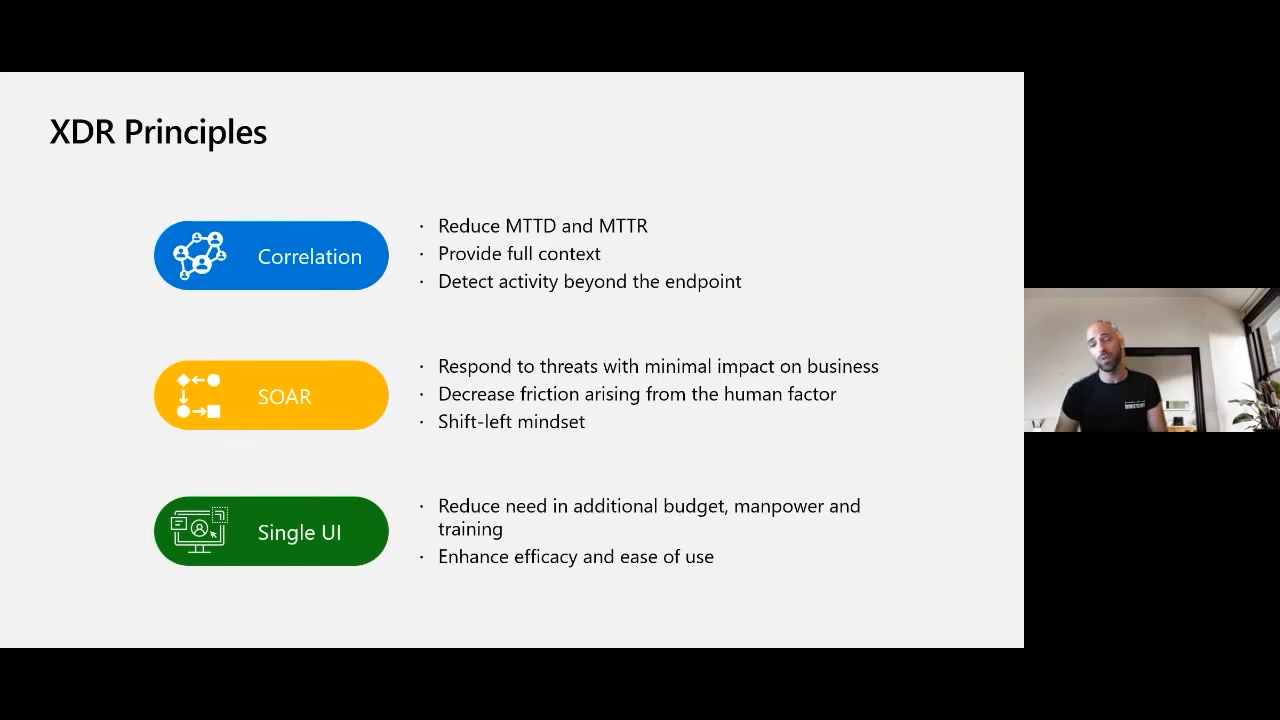 XDR Principles
Correlation
· Reduce MTTD and MTTR
· Provide full context
· Detect activity beyond the endpoint
SOAR
· Respond to threats with minimal impact on business
· Decrease friction arising from the human factor
· Shift-left mindset
Single UI
· Reduce need in additional budget, manpower and
training
· Enhance efficacy and ease of use